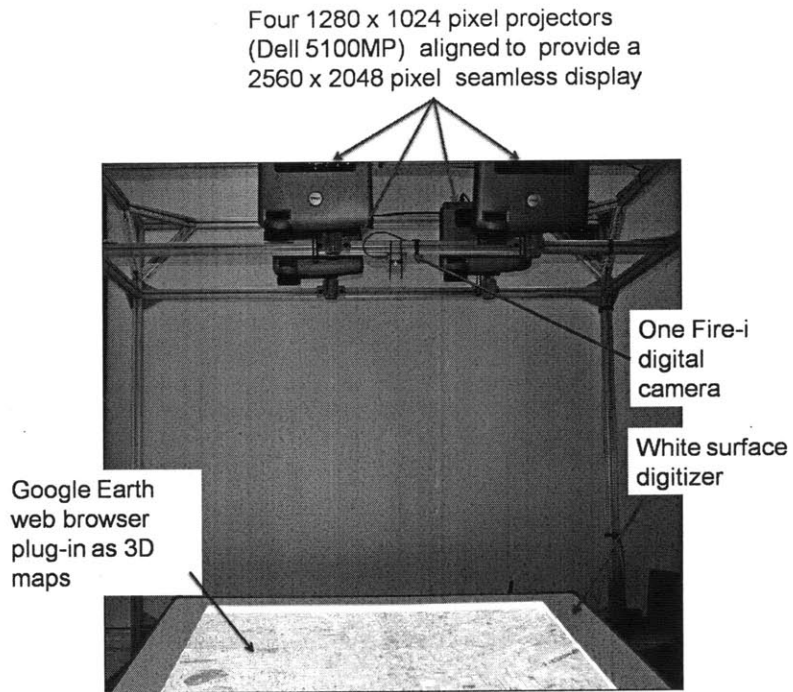 Four 1280 x 1024 pixel projectors
(Dell 5100MP) aligned to provide a
2560 x 2048 pixel seamless display
One Fire-i
digital
camera
White surface
digitizer
Google Earth
web browser
plug-in as 3D
maps